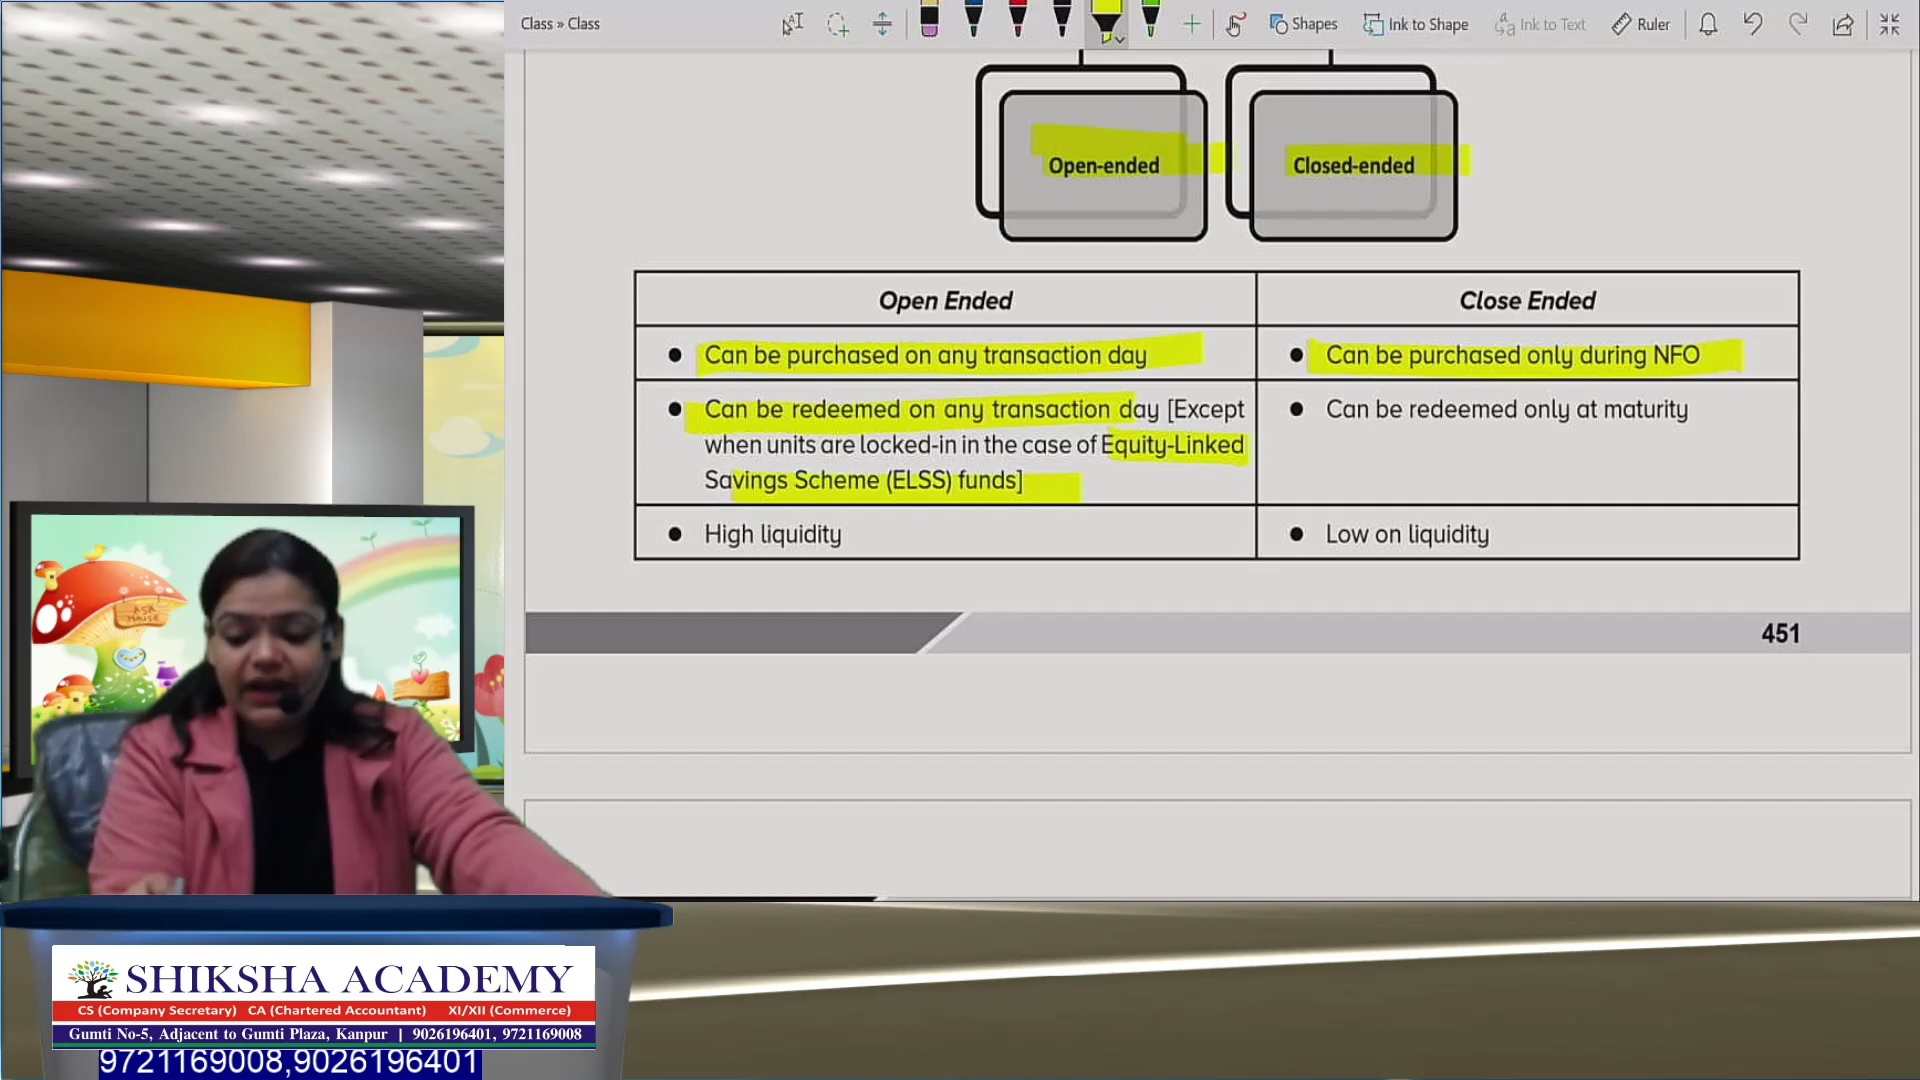 Class » Class
Shapes
Ink to Shape
Ink to Text
Ruler
Open-ended
Closed-ended
Open Ended
Close Ended
● Can be purchased on any transaction day
● Can be purchased only during NFO
● Can be redeemed on any transaction day [Except
when units are locked-in in the case of Equity-Linked
Savings Scheme (ELSS) funds]
● Can be redeemed only at maturity
● High liquidity
● Low on liquidity
451
SHIKSHA ACADEMY
CS (Company Secretary) CA (Chartered Accountant) XI/XII (Commerce)
Gumti No-5, Adjacent to Gumti Plaza, Kanpur | 9026196401, 9721169008
9721169008,9026196401